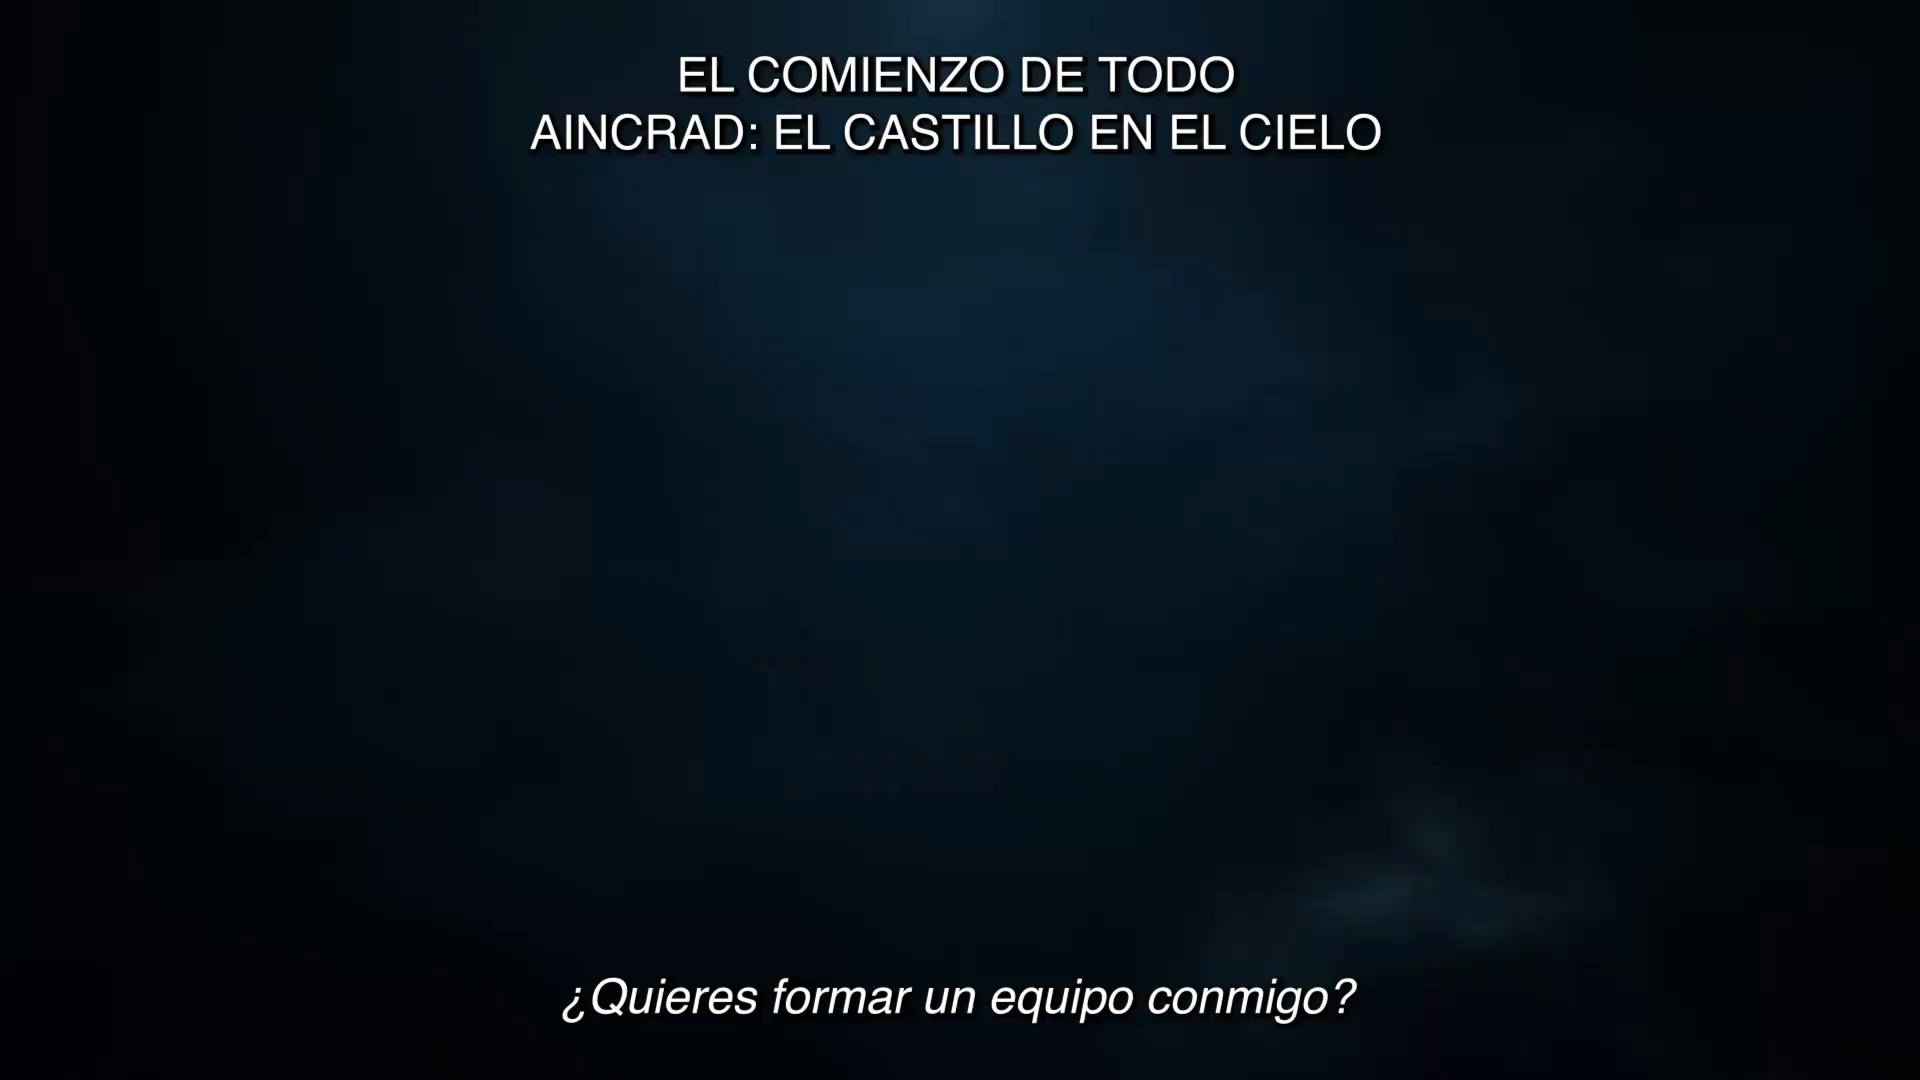 EL COMIENZO DE TODO
AINCRAD: EL CASTILLO EN EL CIELO
¿Quieres formar un equipo conmigo?